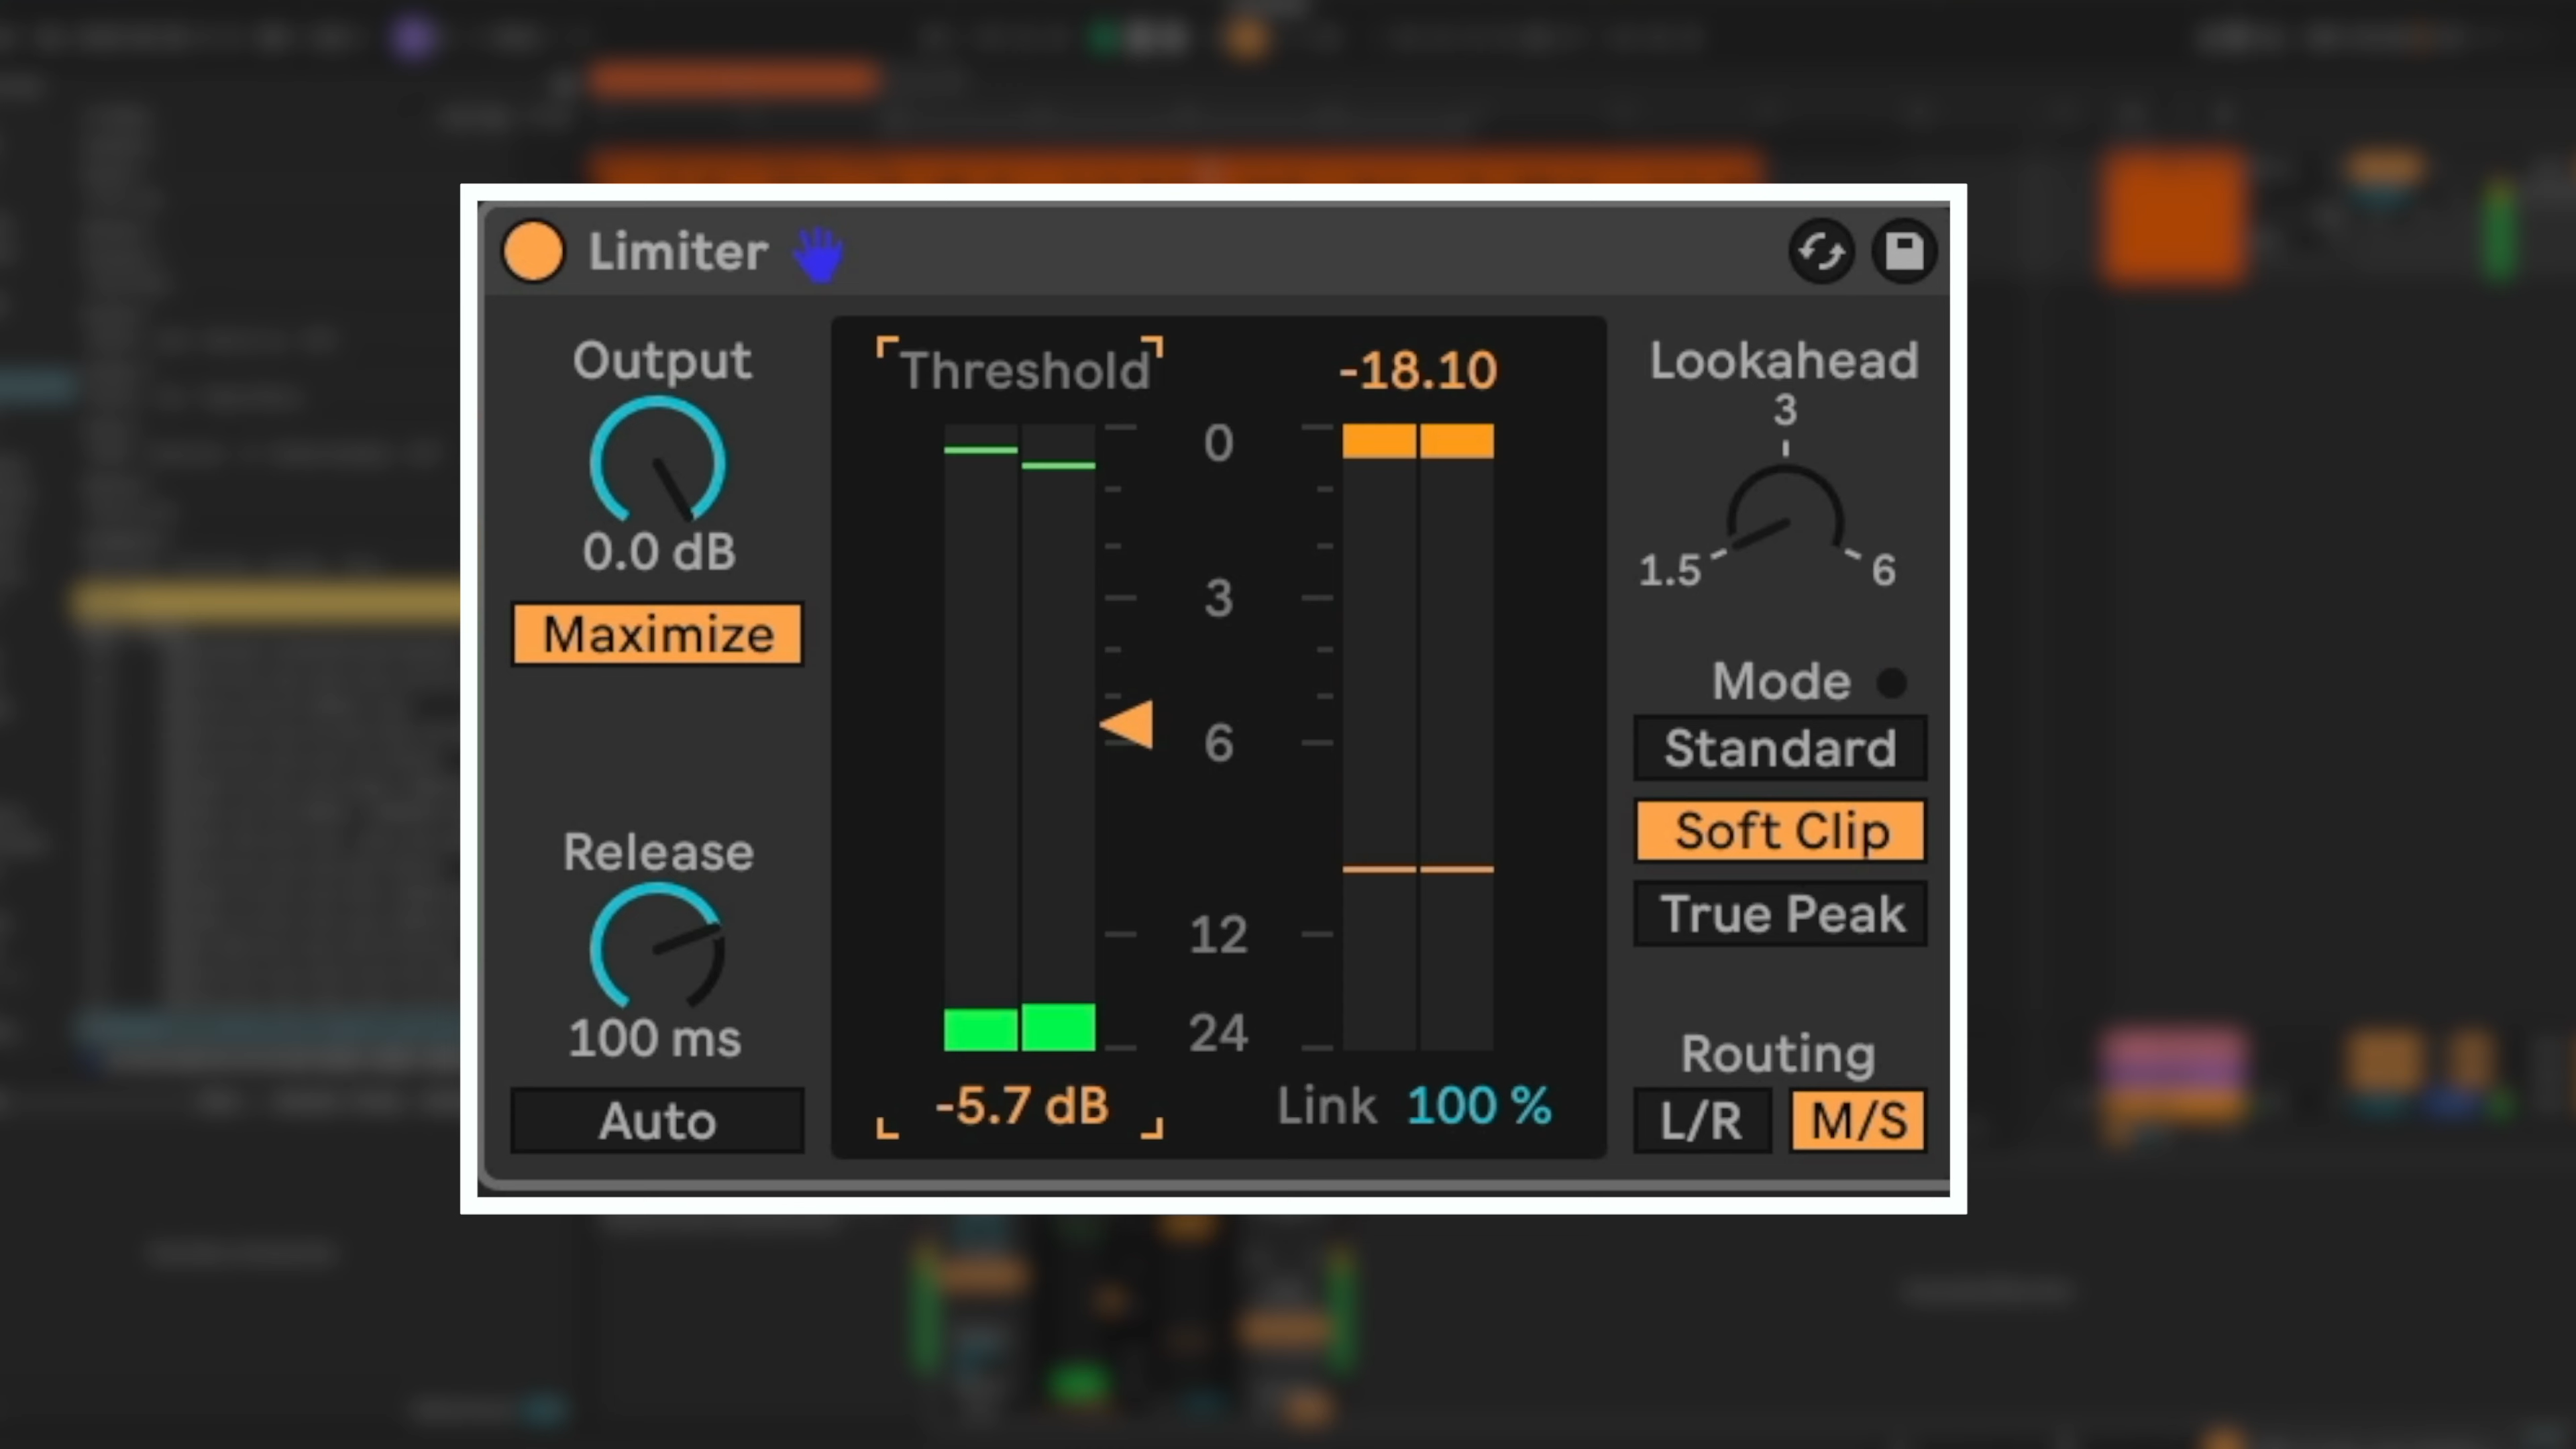 Limiter
Output
0.0 dB
Maximize
Release
100 ms
Auto
Threshold
-18.10
0
3
6
12
24
-5.7 dB
Link 100 %
Lookahead
3
1.5
6
Mode
Standard
Soft Clip
True Peak
Routing
L/R M/S